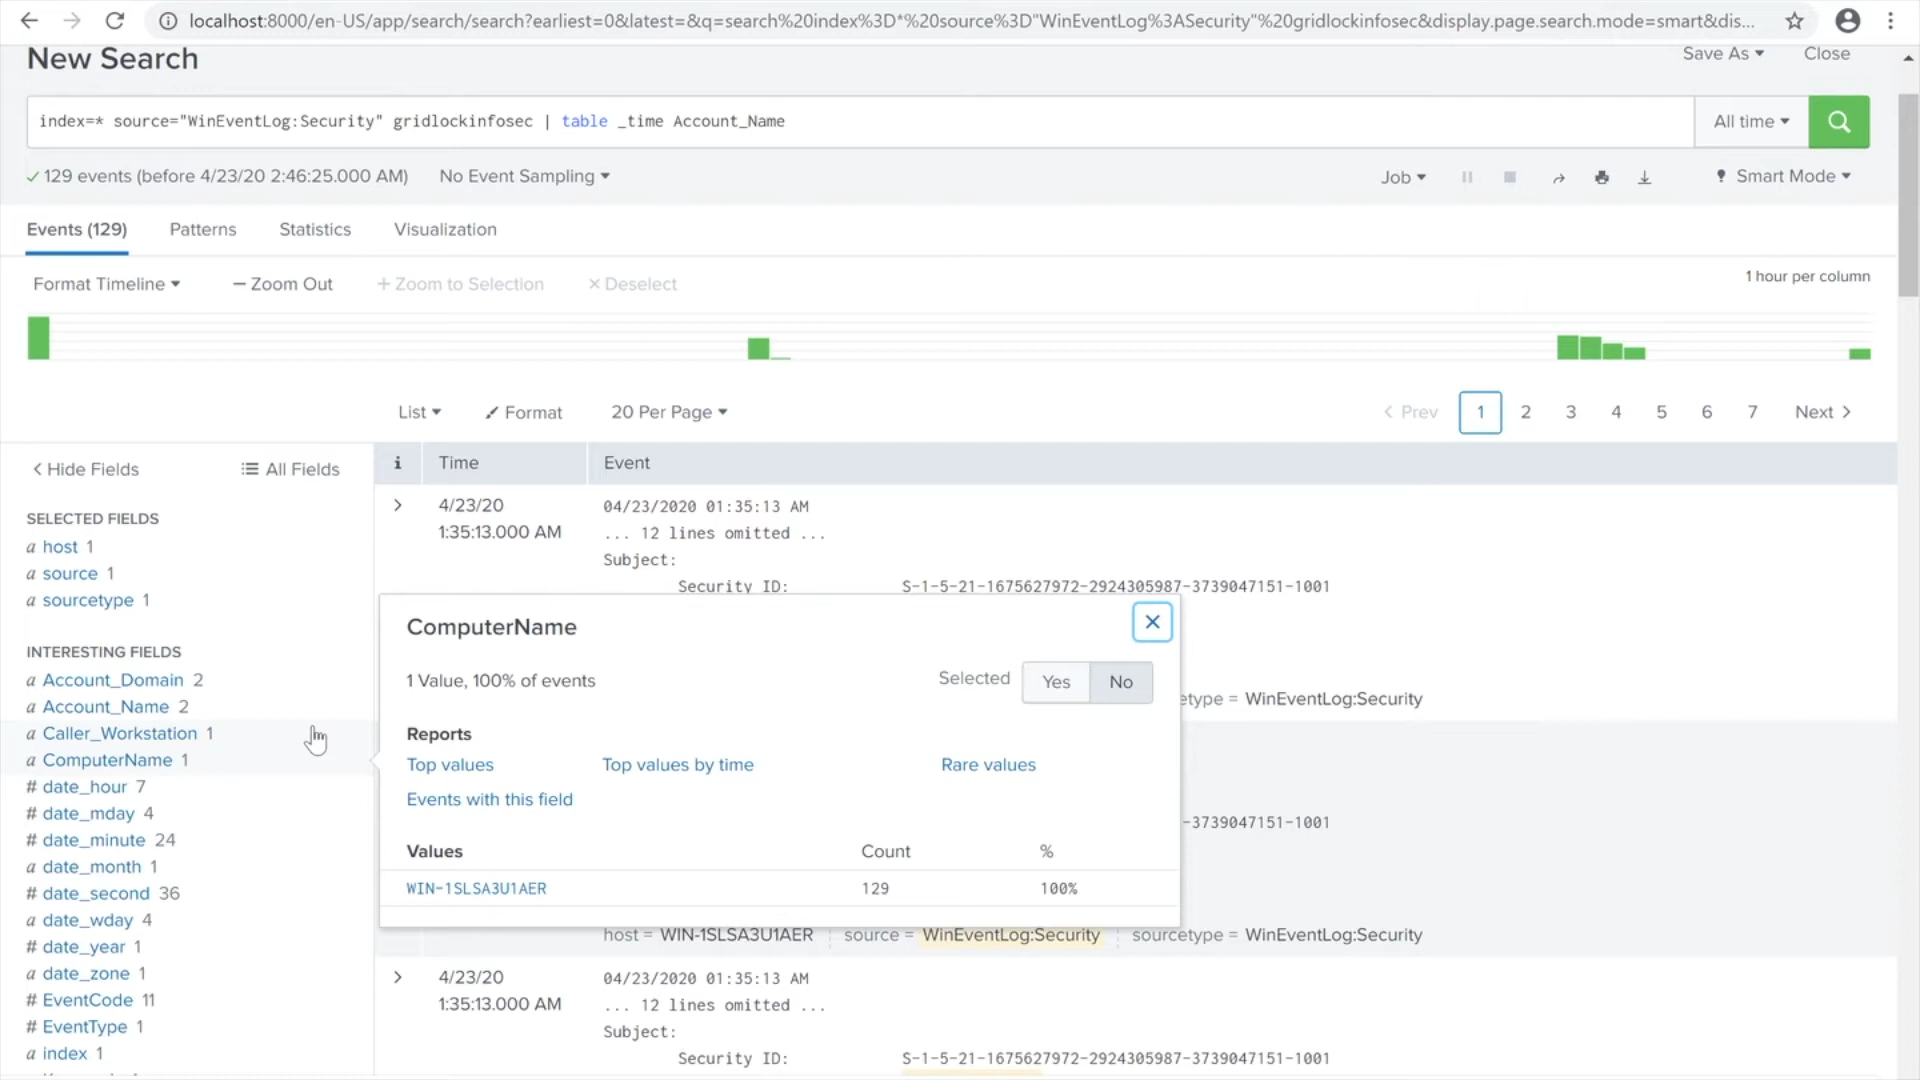 localhost:8000/en-US/app/search/search?earliest=0&latest=&q=search%20index%3D*%20source%3D"WinEventLog%3ASecurity"%20gridlockinfosec&display.page.search.mode=smart&dis...
New Search
Save As
Close
index=* source="WinEventLog:Security" gridlockinfosec | table _time Account_Name
All time
129 events (before 4/23/20 2:46:25.000 AM)
No Event Sampling
Job
Smart Mode
Events (129)
Patterns
Statistics
Visualization
Format Timeline
— Zoom Out
+ Zoom to Selection
× Deselect
1 hour per column
List
Format
20 Per Page
< Prev
1
2
3
4
5
6
7
Next >
< Hide Fields
All Fields
i
Time
Event
SELECTED FIELDS
a host 1
a source 1
a sourcetype 1
INTERESTING FIELDS
a Account_Domain 2
a Account_Name 2
a Caller_Workstation 1
a ComputerName 1
# date_hour 7
# date_mday 4
# date_minute 24
a date_month 1
# date_second 36
a date_wday 4
# date_year 1
a date_zone 1
# EventCode 11
# EventType 1
a index 1
> 4/23/20
1:35:13.000 AM
04/23/2020 01:35:13 AM
... 12 lines omitted ...
Subject:
Security ID: S-1-5-21-1675627972-2924305987-3739047151-1001
etype = WinEventLog:Security
-3739047151-1001
ComputerName
1 Value, 100% of events
Selected
Yes
No
Reports
Top values
Top values by time
Rare values
Events with this field
Values
Count
%
WIN-1SLSA3U1AER
129
100%
host = WIN-1SLSA3U1AER
source = WinEventLog:Security
sourcetype = WinEventLog:Security
> 4/23/20
1:35:13.000 AM
04/23/2020 01:35:13 AM
... 12 lines omitted ...
Subject:
Security ID: S-1-5-21-1675627972-2924305987-3739047151-1001